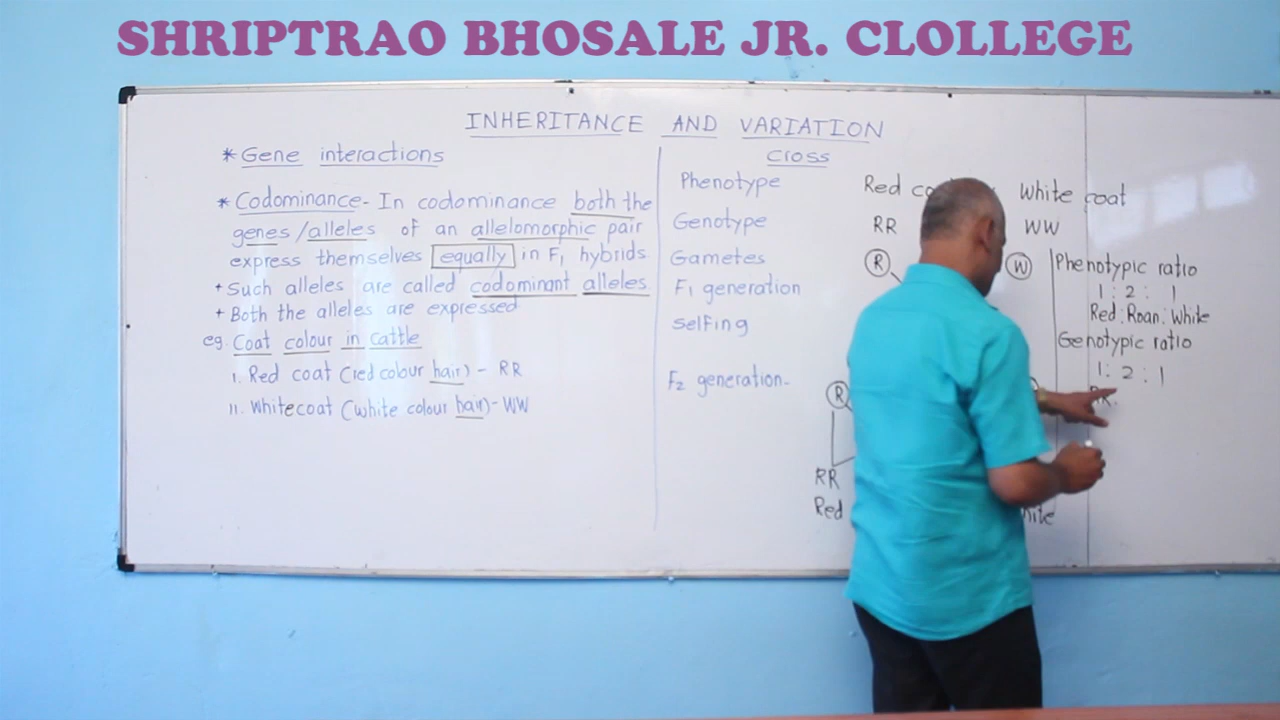 SHRIPTRAO BHOSALE JR. CLOLLEGE
INHERITANCE AND VARIATION
* Gene interactions
* Codominance - In codominance both the
genes/alleles of an allelomorphic pair
express themselves equally in F₁ hybrids
+ Such alleles are called codominant alleles
+ Both the alleles are expressed
eg. Coat colour in cattle
i. Red coat (red colour hair) - RR
ii. White coat (white colour hair) - WW
Cross
Phenotype Red White coat
Genotype RR WW
Gametes R W
F₁ generation
selfing
F₂ generation- R
RR
Red
Phenotypic ratio
1 : 2 : 1
Red : Roan : White
Genotypic ratio
1 : 2 : 1
RR :